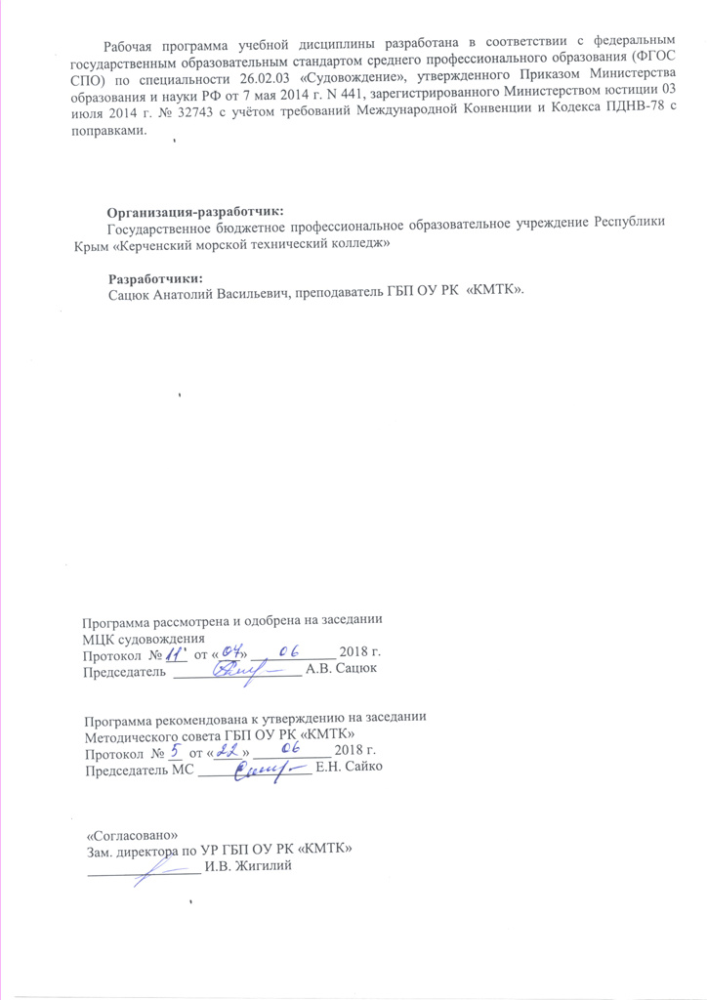 Рабочая программа учебной дисциплины разработана в соответствии с федеральным
государственным образовательным стандартом среднего профессионального образования (ФГОС
СПО) по специальности 26.02.03 «Судовождение», утвержденного Приказом Министерства
образования и науки РФ от 7 мая 2014 г. N 441, зарегистрированного Министерством юстиции 03
июля 2014 г. № 32743 с учётом требований Международной Конвенции и Кодекса ПДНВ-78 с
поправками.
Организация-разработчик:
Государственное бюджетное профессиональное образовательное учреждение Республики
Крым «Керченский морской технический колледж»
Разработчики:
Сацюк Анатолий Васильевич, преподаватель ГБП ОУ РК «КМТК».
Программа рассмотрена и одобрена на заседании
МЦК судовождения
Протокол № 11 от «07» 06 2018 г.
Председатель ____________________ А.В. Сацюк
Программа рекомендована к утверждению на заседании
Методического совета ГБП ОУ РК «КМТК»
Протокол № 5 от «22» 06 2018 г.
Председатель МС __________________ Е.Н. Сайко
«Согласовано»
Зам. директора по УР ГБП ОУ РК «КМТК»
__________________ И.В. Жигилий